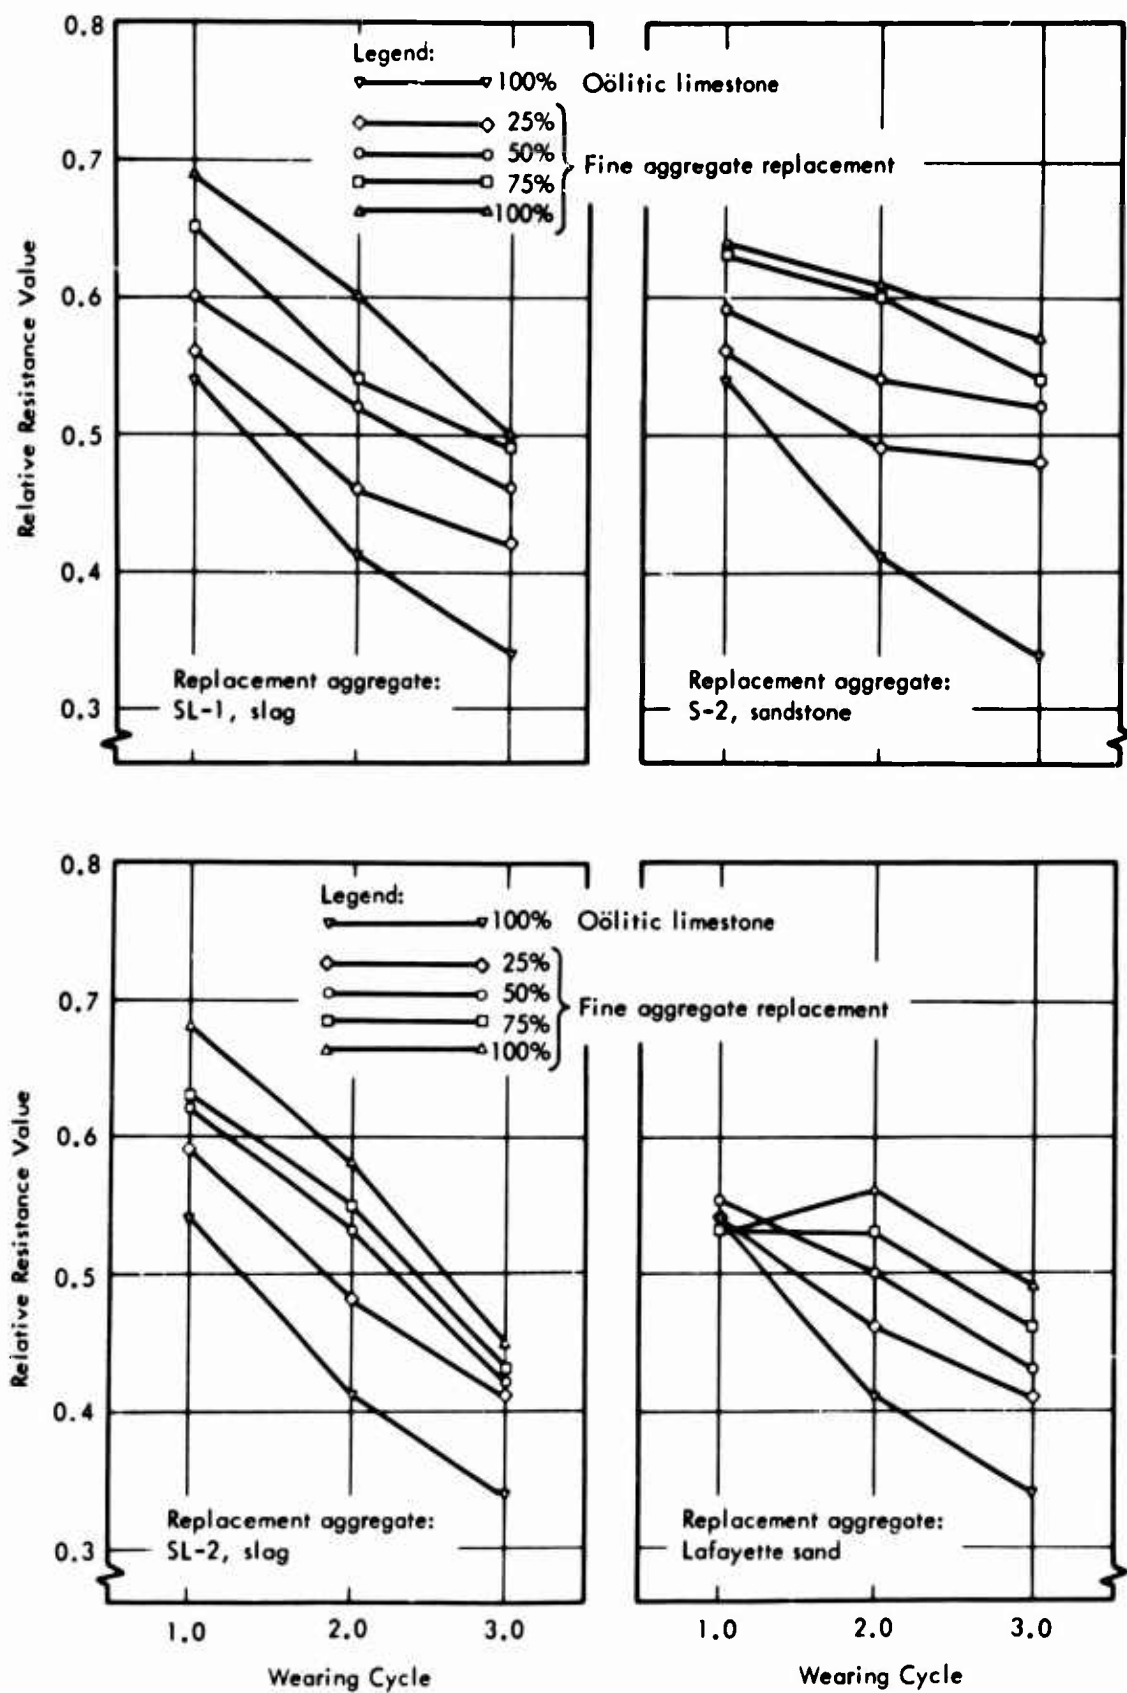 0.8
Legend:
100% Oölitic limestone
25%
0.7
50%
Fine aggregate replacement
75%
100%
Relative Resistance Value
0.6
0.5
0.4
Replacement aggregate:
SL-1, slag
Replacement aggregate:
S-2, sandstone
0.3
0.8
Legend:
100% Oölitic limestone
25%
0.7
50%
Fine aggregate replacement
75%
100%
Relative Resistance Value
0.6
0.5
0.4
Replacement aggregate:
SL-2, slag
Replacement aggregate:
Lafayette sand
0.3
1.0 2.0 3.0 1.0 2.0 3.0
Wearing Cycle Wearing Cycle